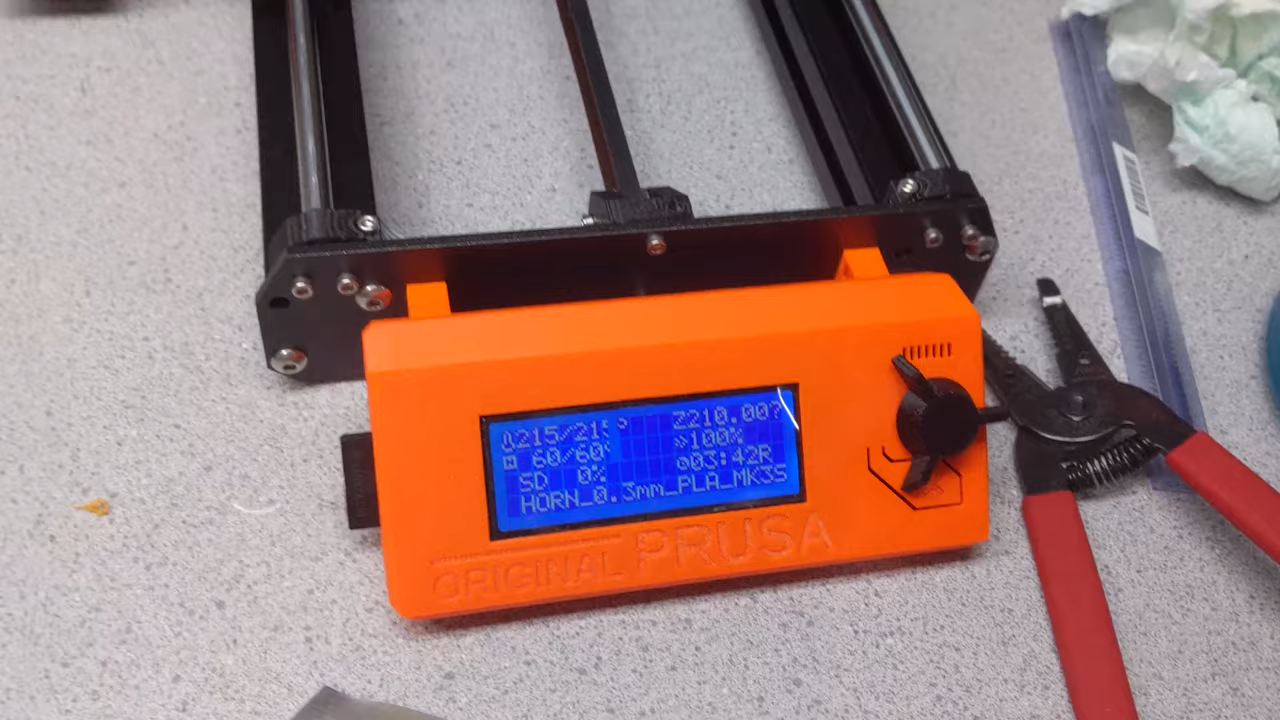 215/215° Z210.00?
60/60° 100%
SD 0% 03:42R
HORN_0.3mm_PLA_MK3S
ORIGINAL PRUSA